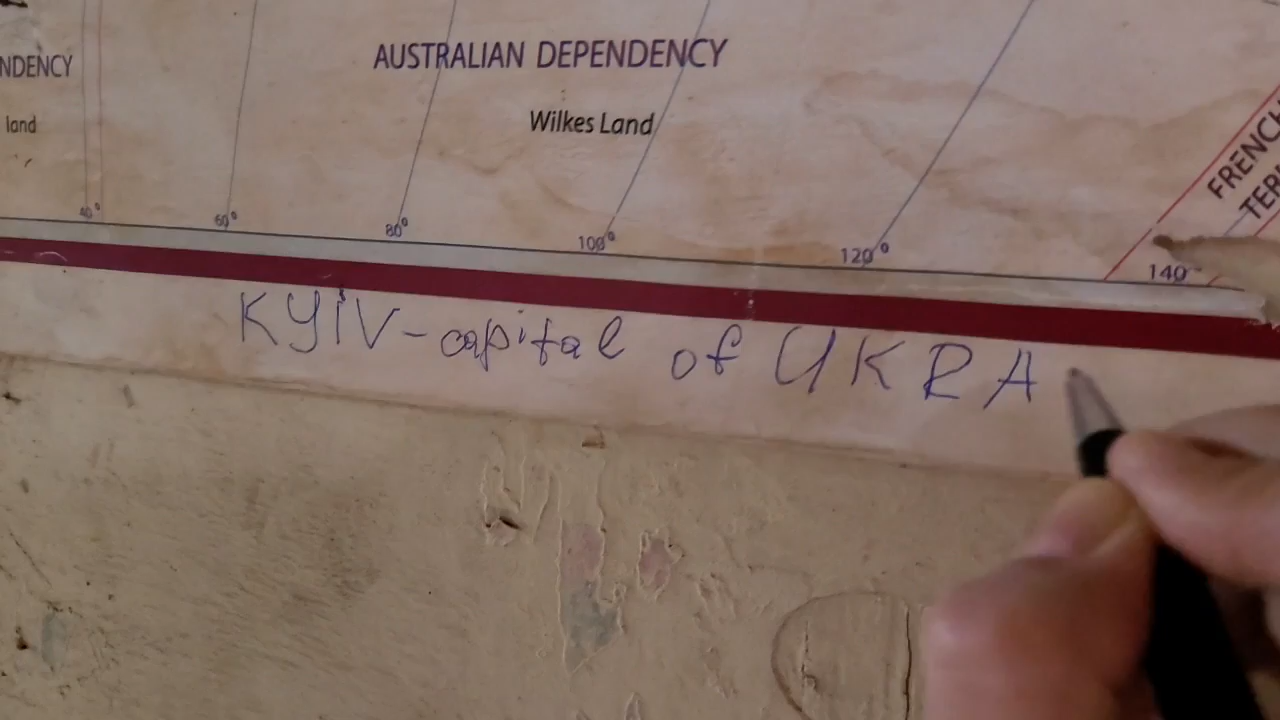 NDENCY
AUSTRALIAN DEPENDENCY
land
Wilkes Land
FRENCH
TER
40°
60°
80°
100°
120°
140°
KYIV-capital of UKRA